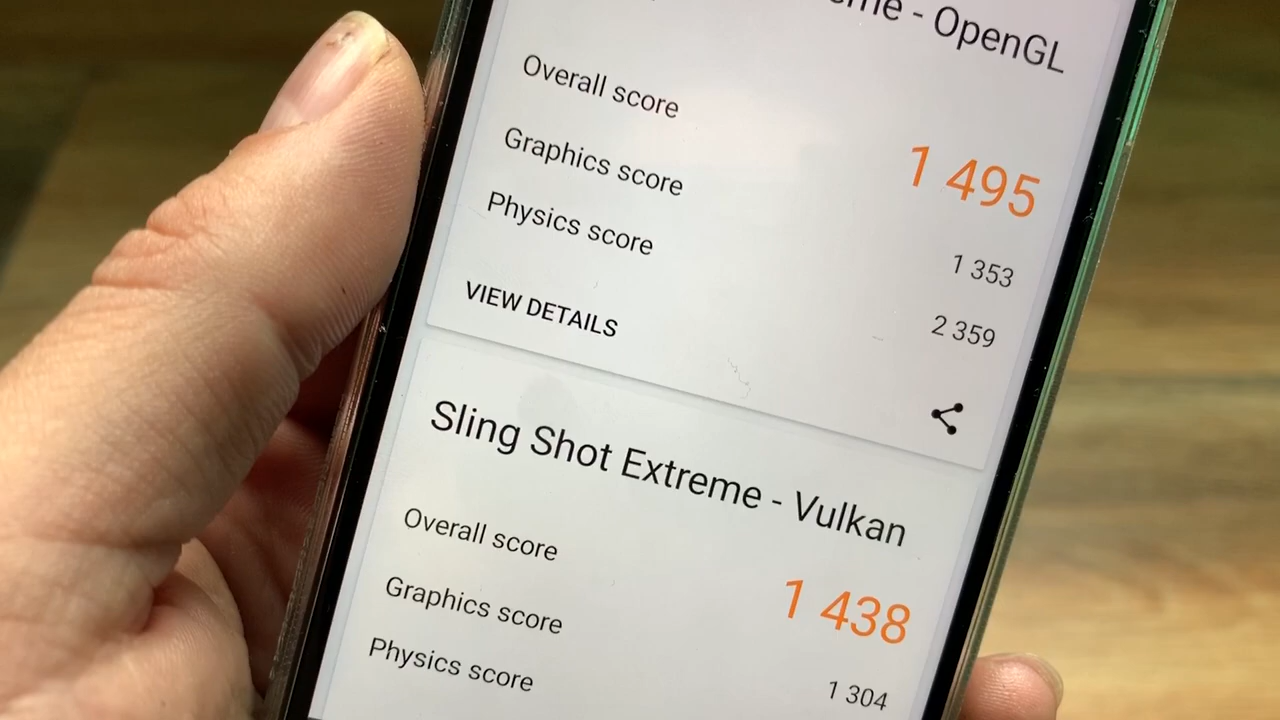 - OpenGL
Overall score
1 495
Graphics score
1 353
Physics score
2 359
VIEW DETAILS
Sling Shot Extreme - Vulkan
Overall score
1 438
Graphics score
1 304
Physics score